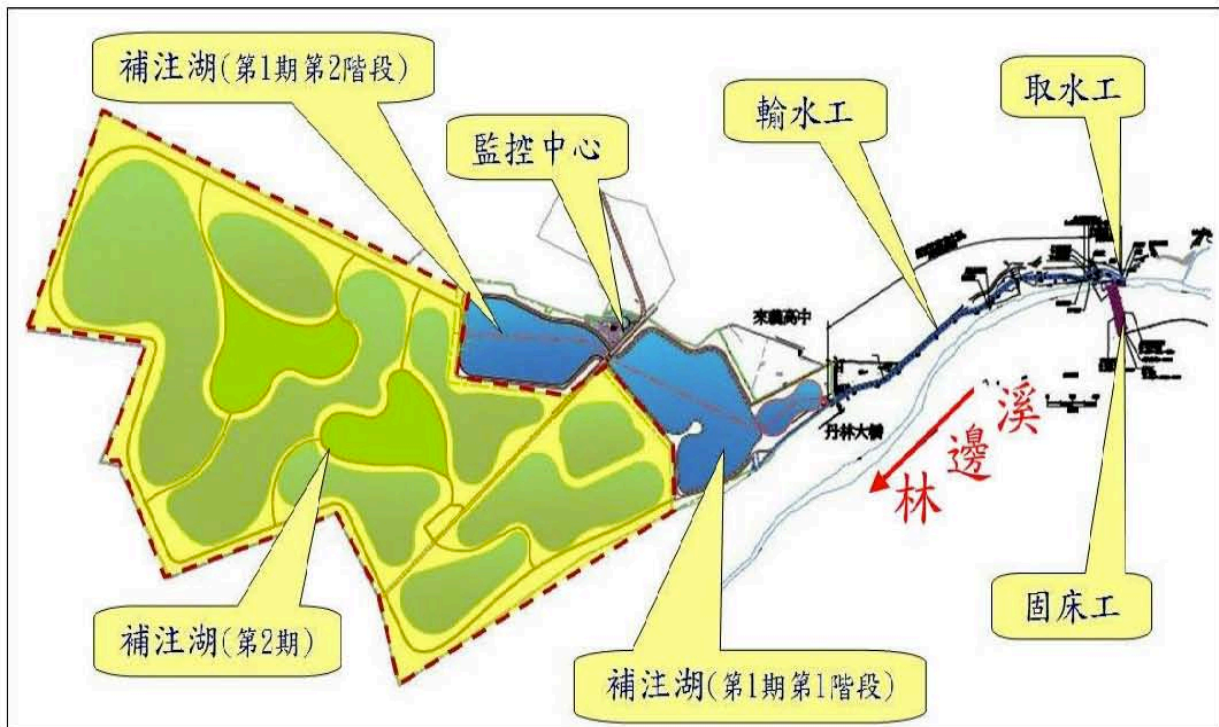 補注湖(第1期第2階段)
監控中心
輸水工
取水工
來義高中
丹林大橋
林邊溪
固床工
補注湖(第2期)
補注湖(第1期第1階段)